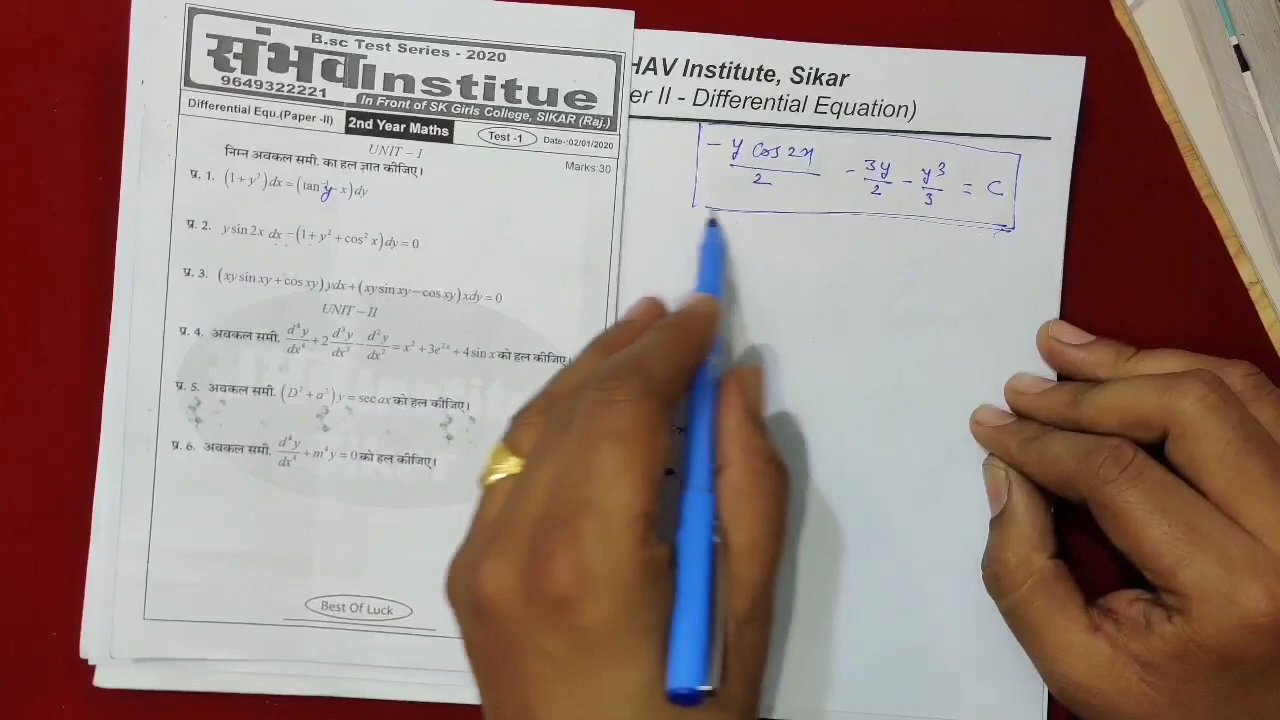 B.sc Test Series - 2020
संभव Institue
9649322221
In Front of SK Girls College, SIKAR (Raj.)
Differential Equ.(Paper -II)
2nd Year Maths
Test -1
Date-:02/01/2020
UNIT – I
Marks:30
निम्न अवकल समी. का हल ज्ञात कीजिए।
प्र. 1. (1+y²)dx = (tan⁻¹y - x)dy
प्र. 2. y sin 2x dx – (1+y²+cos² x)dy = 0
प्र. 3. (xy sin xy + cos xy) ydx + (xy sin xy – cos xy) xdy = 0
UNIT – II
प्र. 4. अवकल समी. d⁴y/dx⁴ + 2 d³y/dx³ – d²y/dx² = x² + 3e²ˣ + 4 sin x को हल कीजिए।
प्र. 5. अवकल समी. (D² + a²) y = sec ax को हल कीजिए।
प्र. 6. अवकल समी. d⁴y/dx⁴ + m⁴y = 0 को हल कीजिए।
Best Of Luck
HAV Institute, Sikar
er II - Differential Equation)
- y cos 2x / 2 - 3y/2 - y³/3 = C